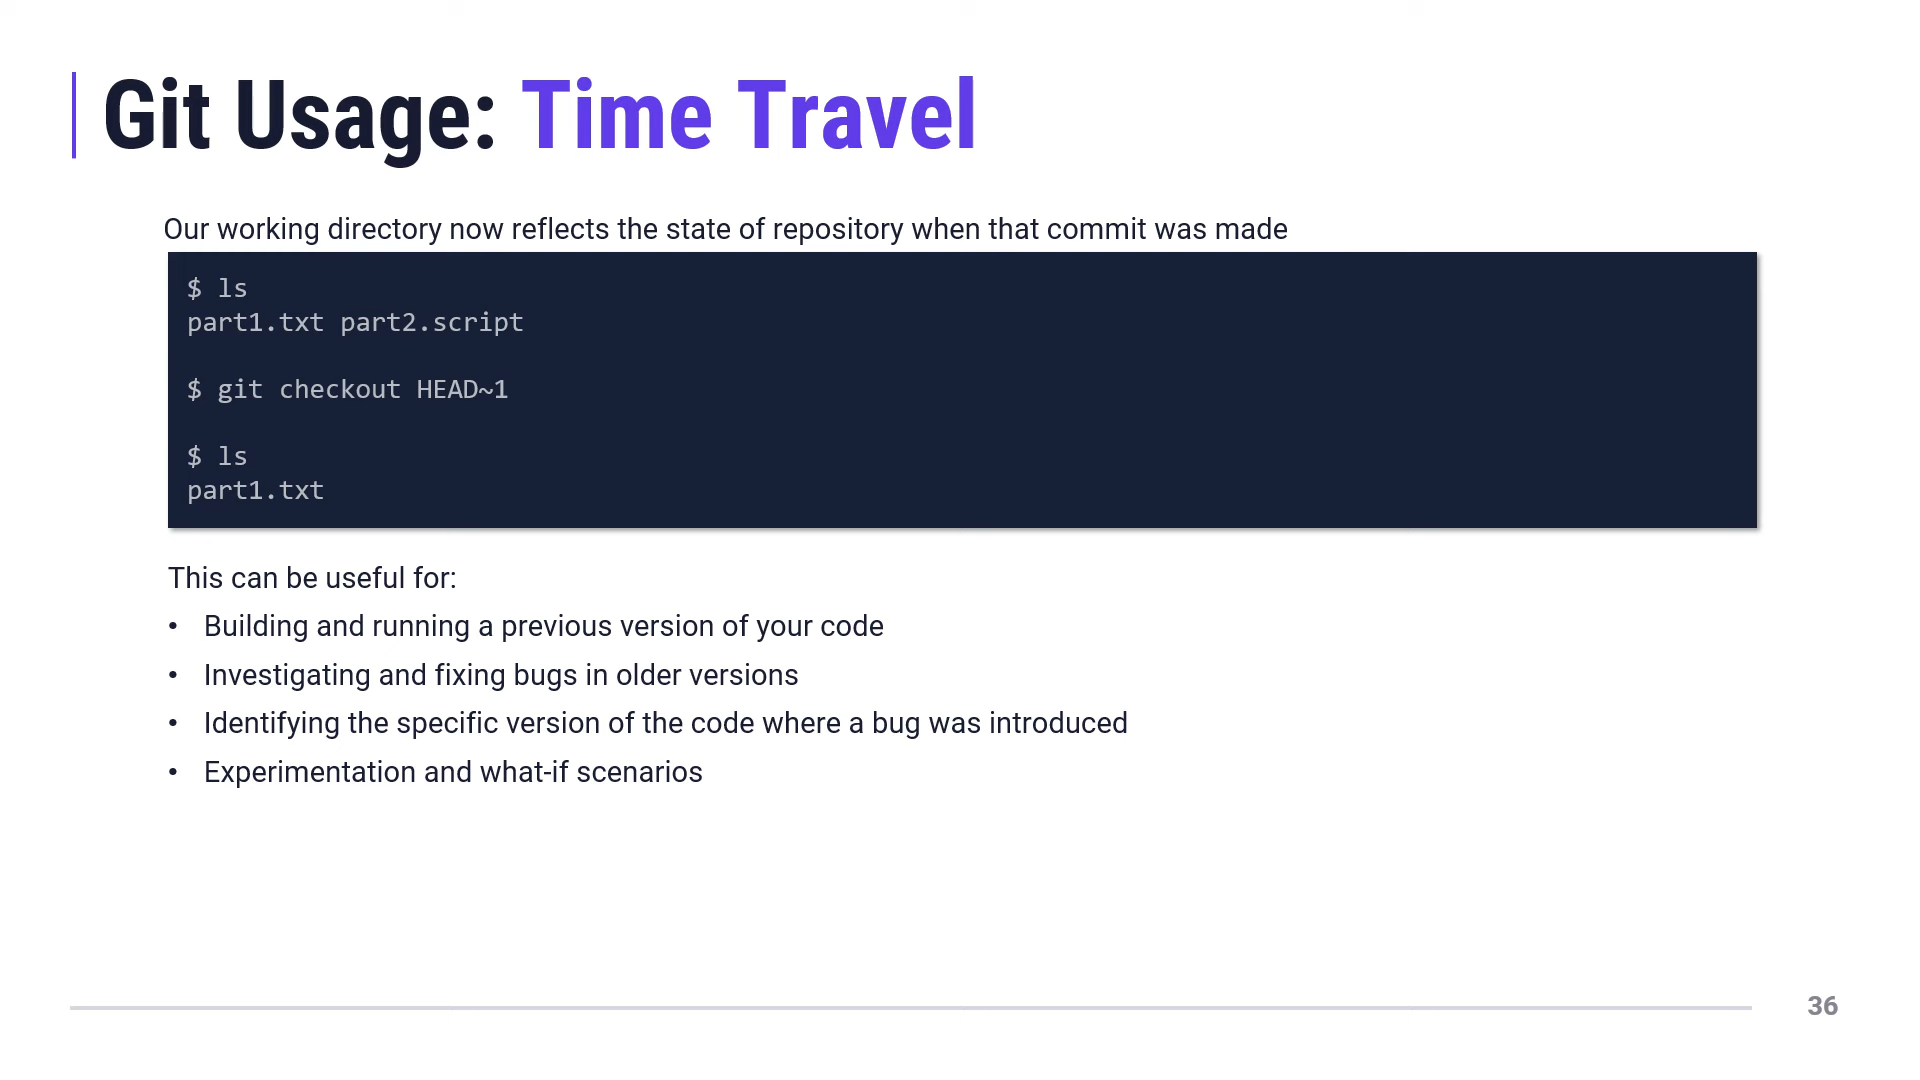 Git Usage: Time Travel
Our working directory now reflects the state of repository when that commit was made
$ ls
part1.txt part2.script
$ git checkout HEAD~1
$ ls
part1.txt
This can be useful for:
• Building and running a previous version of your code
• Investigating and fixing bugs in older versions
• Identifying the specific version of the code where a bug was introduced
• Experimentation and what-if scenarios
36